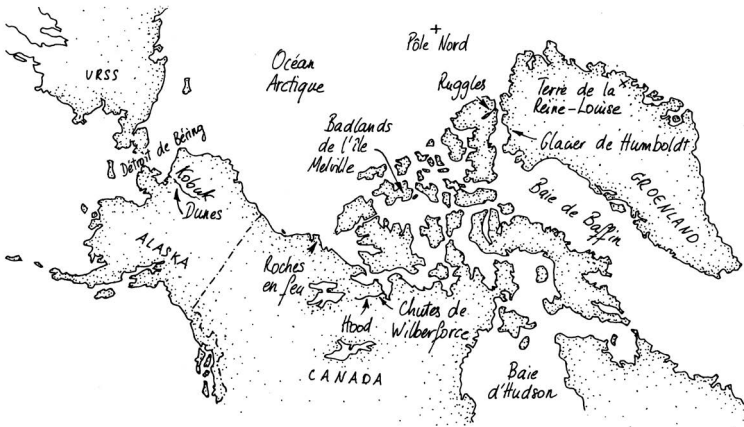 Pôle Nord
Océan
Arctique
URSS
Ruggles
Terre de la
Reine-Louise
Badlands
de l'île
Melville
Glacier de Humboldt
Détroit de Béring
Kobuk
Dunes
GROENLAND
Baie de Baffin
ALASKA
Roches
en feu
Hood
Chutes de
Wilberforce
CANADA
Baie
d'Hudson